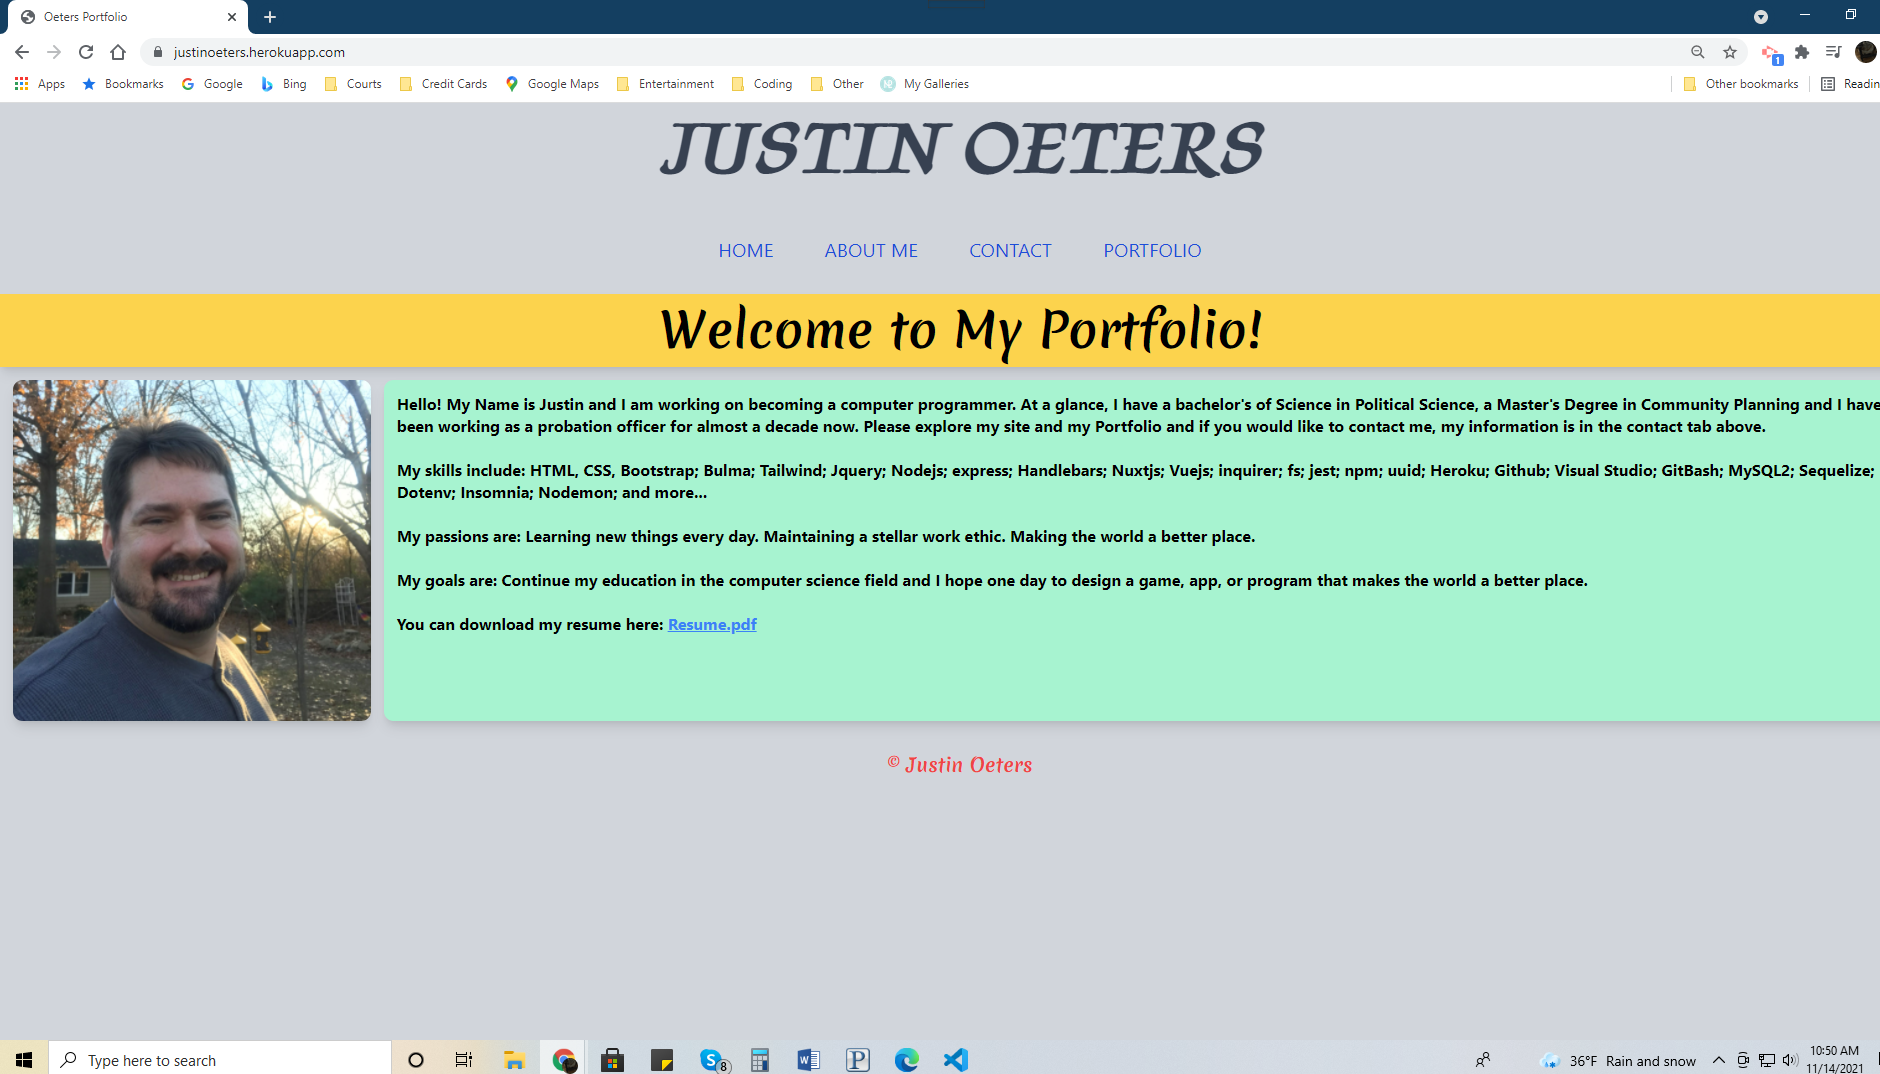 Oeters Portfolio
justinoeters.herokuapp.com
1
Apps Bookmarks Google Bing Courts Credit Cards Google Maps Entertainment Coding Other My Galleries Other bookmarks Readin
JUSTIN OETERS
HOME ABOUT ME CONTACT PORTFOLIO
Welcome to My Portfolio!
Hello! My Name is Justin and I am working on becoming a computer programmer. At a glance, I have a bachelor's of Science in Political Science, a Master's Degree in Community Planning and I have
been working as a probation officer for almost a decade now. Please explore my site and my Portfolio and if you would like to contact me, my information is in the contact tab above.
My skills include: HTML, CSS, Bootstrap; Bulma; Tailwind; Jquery; Nodejs; express; Handlebars; Nuxtjs; Vuejs; inquirer; fs; jest; npm; uuid; Heroku; Github; Visual Studio; GitBash; MySQL2; Sequelize;
Dotenv; Insomnia; Nodemon; and more...
My passions are: Learning new things every day. Maintaining a stellar work ethic. Making the world a better place.
My goals are: Continue my education in the computer science field and I hope one day to design a game, app, or program that makes the world a better place.
You can download my resume here: Resume.pdf
© Justin Oeters
Type here to search 8 36°F Rain and snow 10:50 AM
11/14/2021